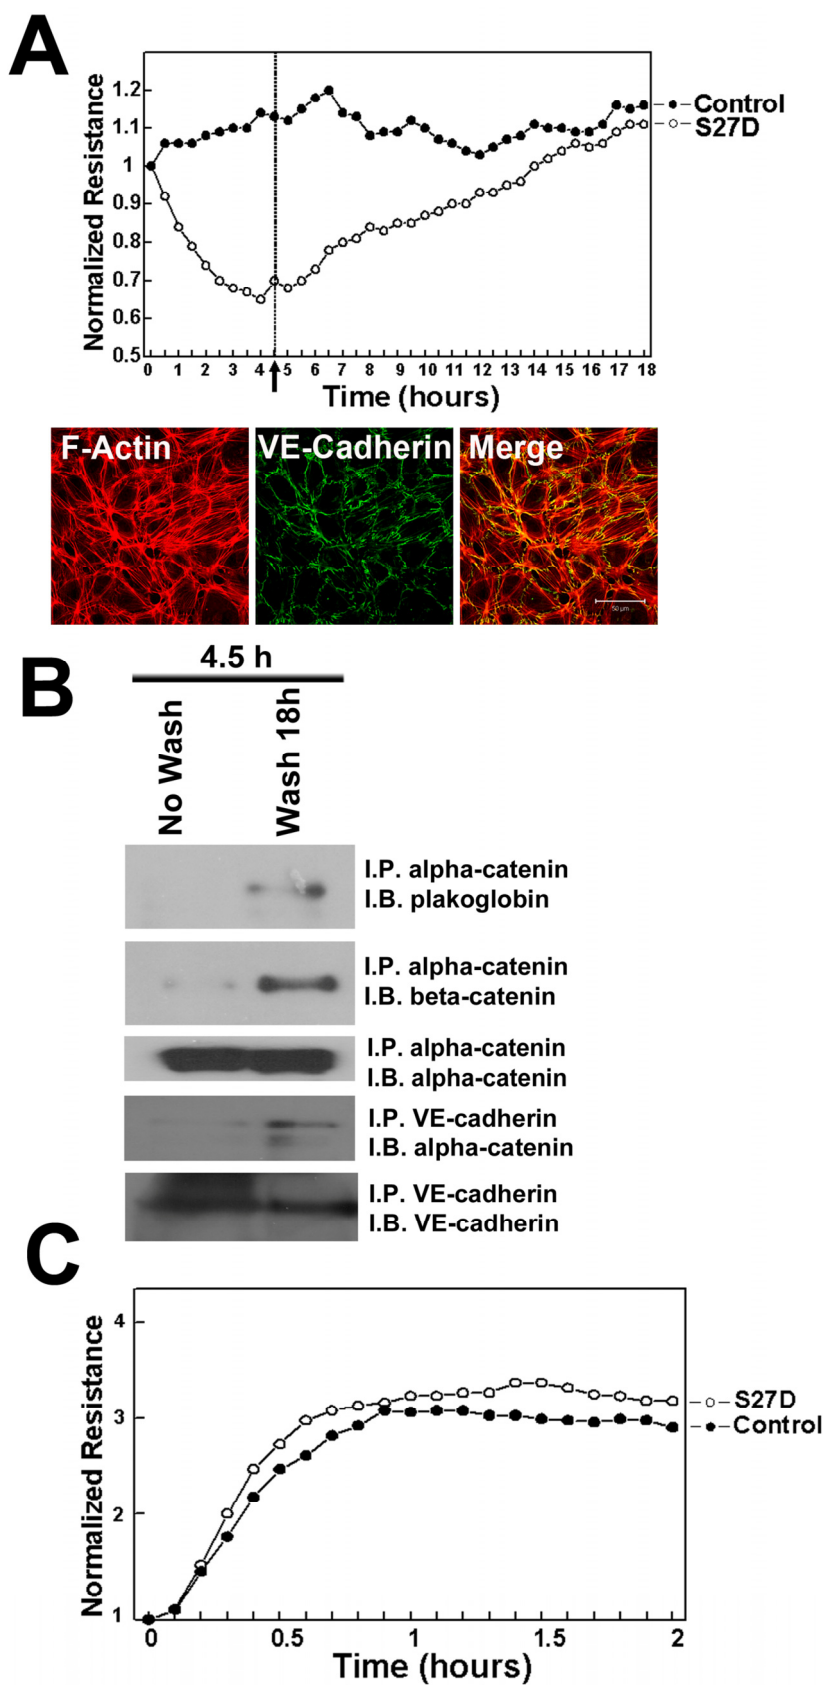 A
Normalized Resistance
1.2
1.1
1
0.9
0.8
0.7
0.6
0.5
0 1 2 3 4 5 6 7 8 9 10 11 12 13 14 15 16 17 18
Time (hours)
Control
S27D
F-Actin
VE-Cadherin
Merge
50 µm
B
4.5 h
No Wash
Wash 18h
I.P. alpha-catenin
I.B. plakoglobin
I.P. alpha-catenin
I.B. beta-catenin
I.P. alpha-catenin
I.B. alpha-catenin
I.P. VE-cadherin
I.B. alpha-catenin
I.P. VE-cadherin
I.B. VE-cadherin
C
Normalized Resistance
4
3
2
1
0 0.5 1 1.5 2
Time (hours)
S27D
Control